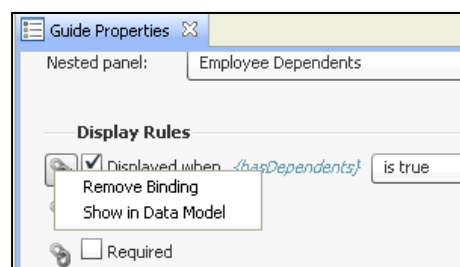 Guide Properties
Nested panel: Employee Dependents
Display Rules
Displayed when {hasDependents} is true
Remove Binding
Show in Data Model
Required